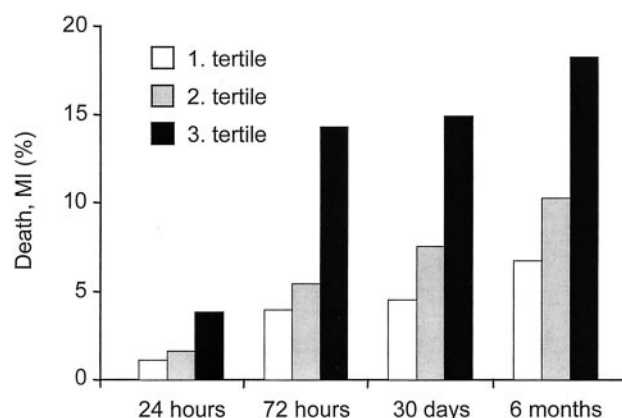 20
15
10
5
0
Death, MI (%)
1. tertile
2. tertile
3. tertile
24 hours 72 hours 30 days 6 months